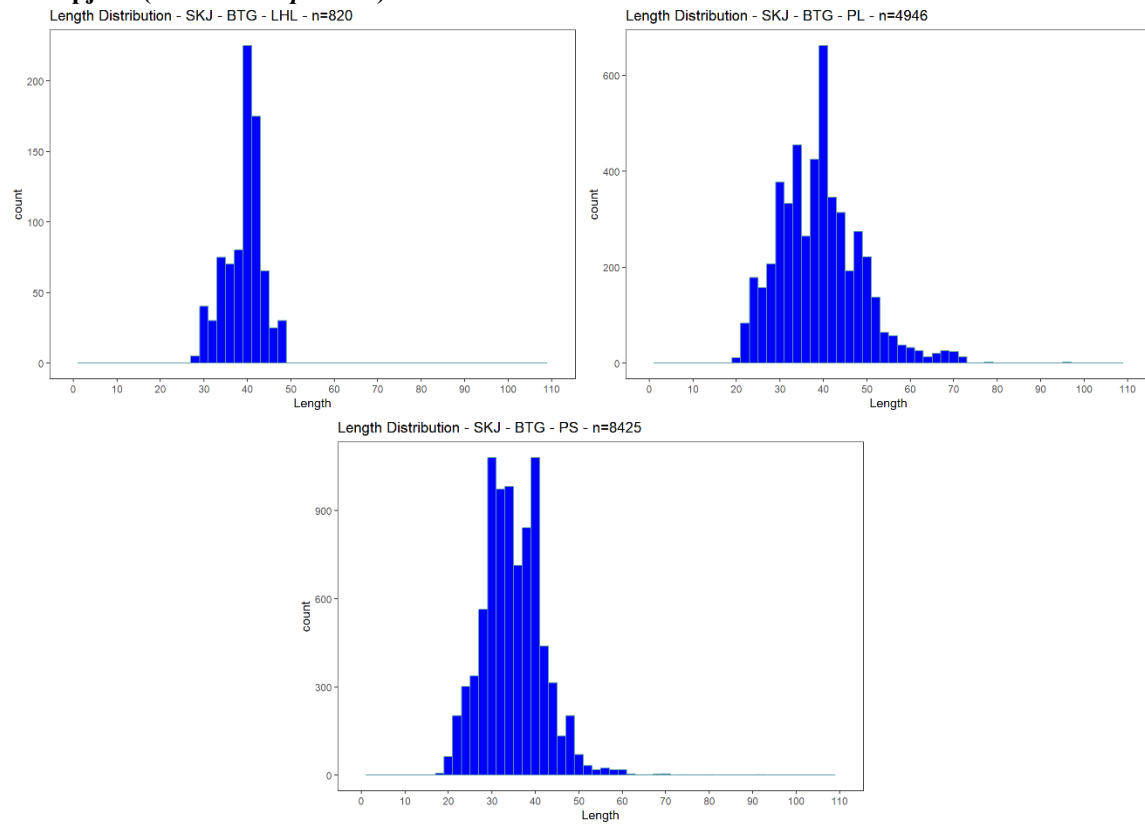 Length Distribution - SKJ - BTG - LHL - n=820
200
150
100
50
0
count
0 10 20 30 40 50 60 70 80 90 100 110
Length
Length Distribution - SKJ - BTG - PL - n=4946
600
400
200
0
count
0 10 20 30 40 50 60 70 80 90 100 110
Length
Length Distribution - SKJ - BTG - PS - n=8425
900
600
300
0
count
0 10 20 30 40 50 60 70 80 90 100 110
Length